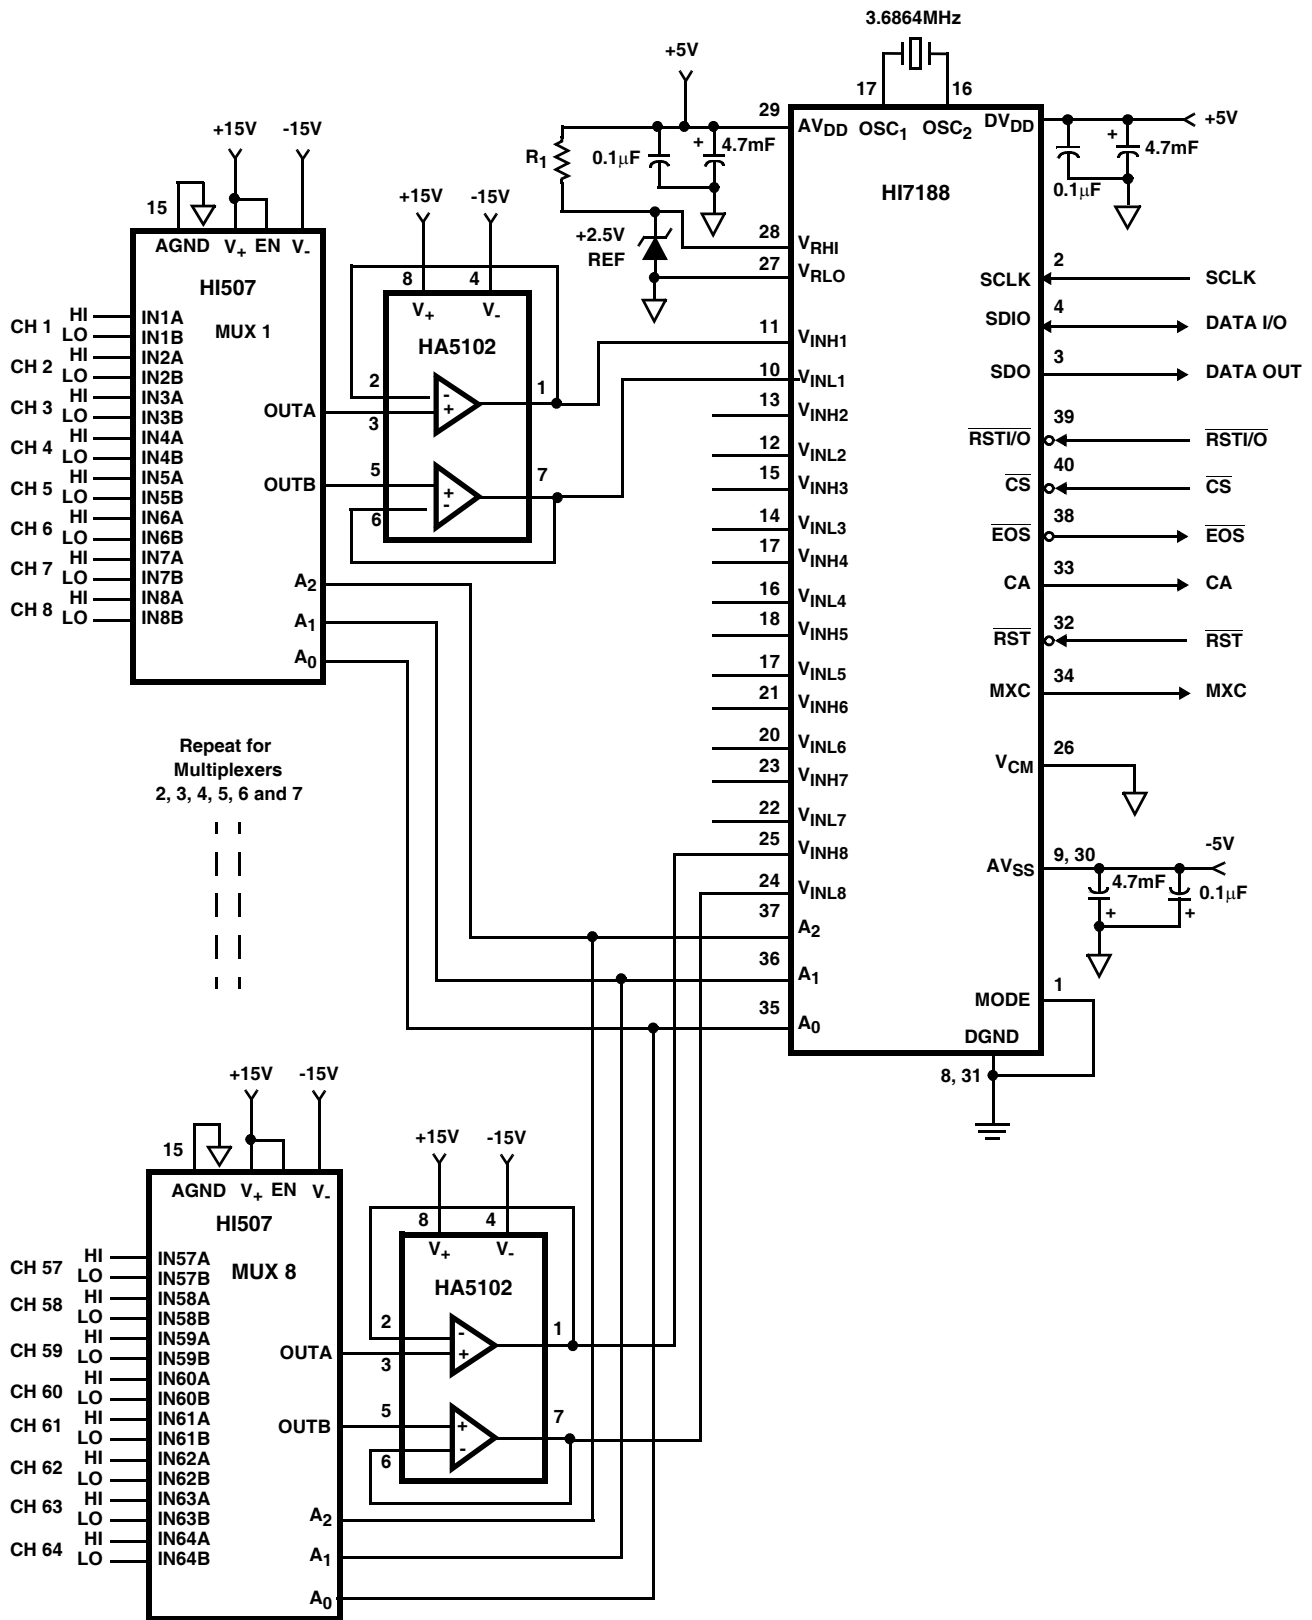 3.6864MHz
17
16
+5V
29
AVDD
OSC1
OSC2
DVDD
+5V
R1
0.1μF
+
4.7mF
+
4.7mF
0.1μF
HI7188
+2.5V
REF
28
VRHI
27
VRLO
11
VINH1
10
VINL1
13
VINH2
12
VINL2
15
VINH3
14
VINL3
17
VINH4
16
VINL4
18
VINH5
17
VINL5
21
VINH6
20
VINL6
23
VINH7
22
VINL7
25
VINH8
24
VINL8
37
A2
36
A1
35
A0
SCLK
2
SCLK
SDIO
4
DATA I/O
SDO
3
DATA OUT
RSTI/O
39
RSTI/O
CS
40
CS
EOS
38
EOS
CA
33
CA
RST
32
RST
MXC
34
MXC
VCM
26
AVSS
9, 30
-5V
4.7mF
+
0.1μF
+
MODE
1
DGND
8, 31
+15V
-15V
15
AGND
V+
EN
V-
HI507
MUX 1
CH 1
HI
IN1A
LO
IN1B
CH 2
HI
IN2A
LO
IN2B
CH 3
HI
IN3A
LO
IN3B
CH 4
HI
IN4A
LO
IN4B
CH 5
HI
IN5A
LO
IN5B
CH 6
HI
IN6A
LO
IN6B
CH 7
HI
IN7A
LO
IN7B
CH 8
HI
IN8A
LO
IN8B
OUTA
OUTB
A2
A1
A0
+15V
-15V
8
4
V+
V-
HA5102
2
-
+
3
1
5
+
-
6
7
Repeat for
Multiplexers
2, 3, 4, 5, 6 and 7
+15V
-15V
15
AGND
V+
EN
V-
HI507
MUX 8
CH 57
HI
IN57A
LO
IN57B
CH 58
HI
IN58A
LO
IN58B
CH 59
HI
IN59A
LO
IN59B
CH 60
HI
IN60A
LO
IN60B
CH 61
HI
IN61A
LO
IN61B
CH 62
HI
IN62A
LO
IN62B
CH 63
HI
IN63A
LO
IN63B
CH 64
HI
IN64A
LO
IN64B
OUTA
OUTB
A2
A1
A0
+15V
-15V
8
4
V+
V-
HA5102
2
-
+
3
1
5
+
-
6
7